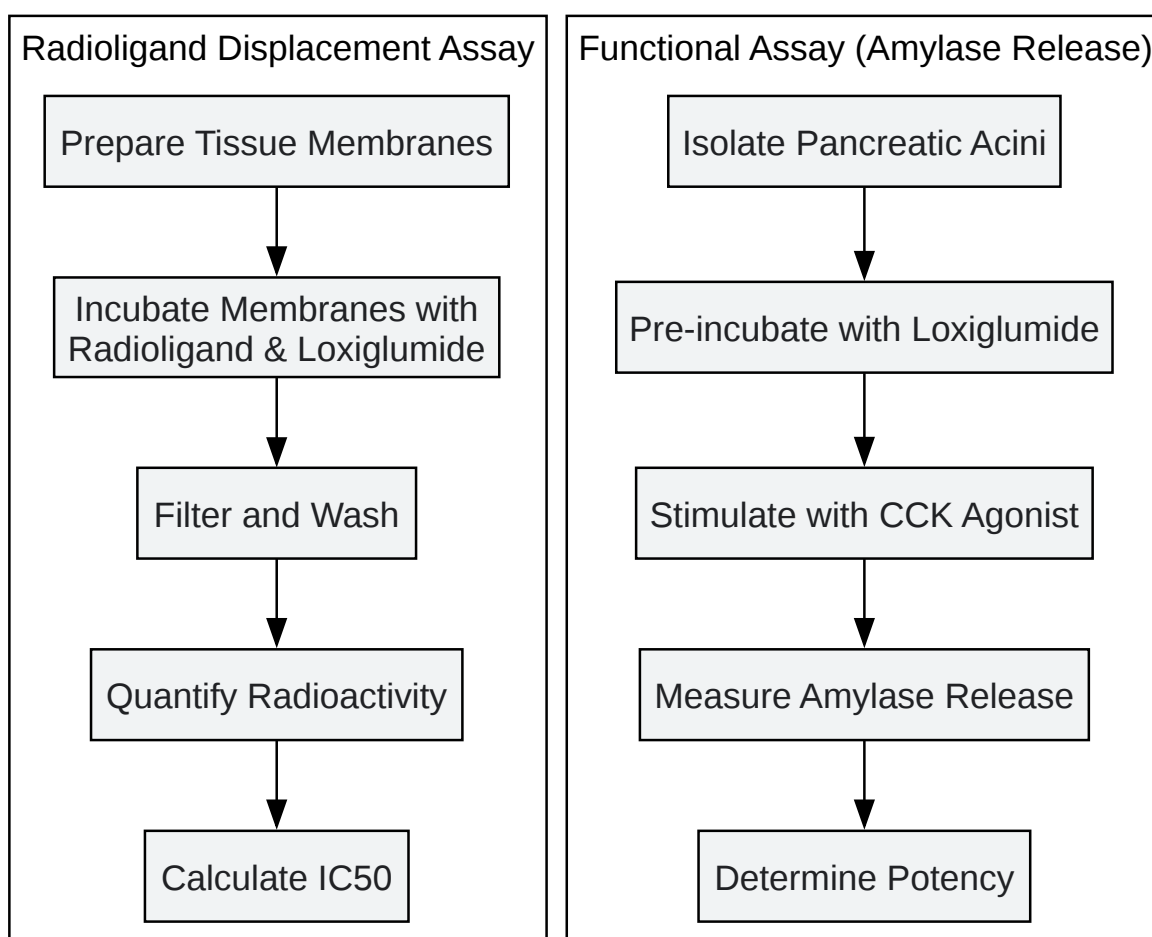 Radioligand Displacement Assay
Prepare Tissue Membranes
Incubate Membranes with
Radioligand & Loxiglumide
Filter and Wash
Quantify Radioactivity
Calculate IC50
Functional Assay (Amylase Release)
Isolate Pancreatic Acini
Pre-incubate with Loxiglumide
Stimulate with CCK Agonist
Measure Amylase Release
Determine Potency